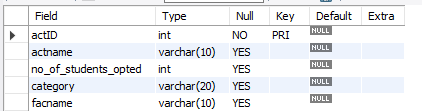 Field Type Null Key Default Extra
actID int NO PRI NULL
actname varchar(10) YES NULL
no_of_students_opted int YES NULL
category varchar(20) YES NULL
facname varchar(10) YES NULL